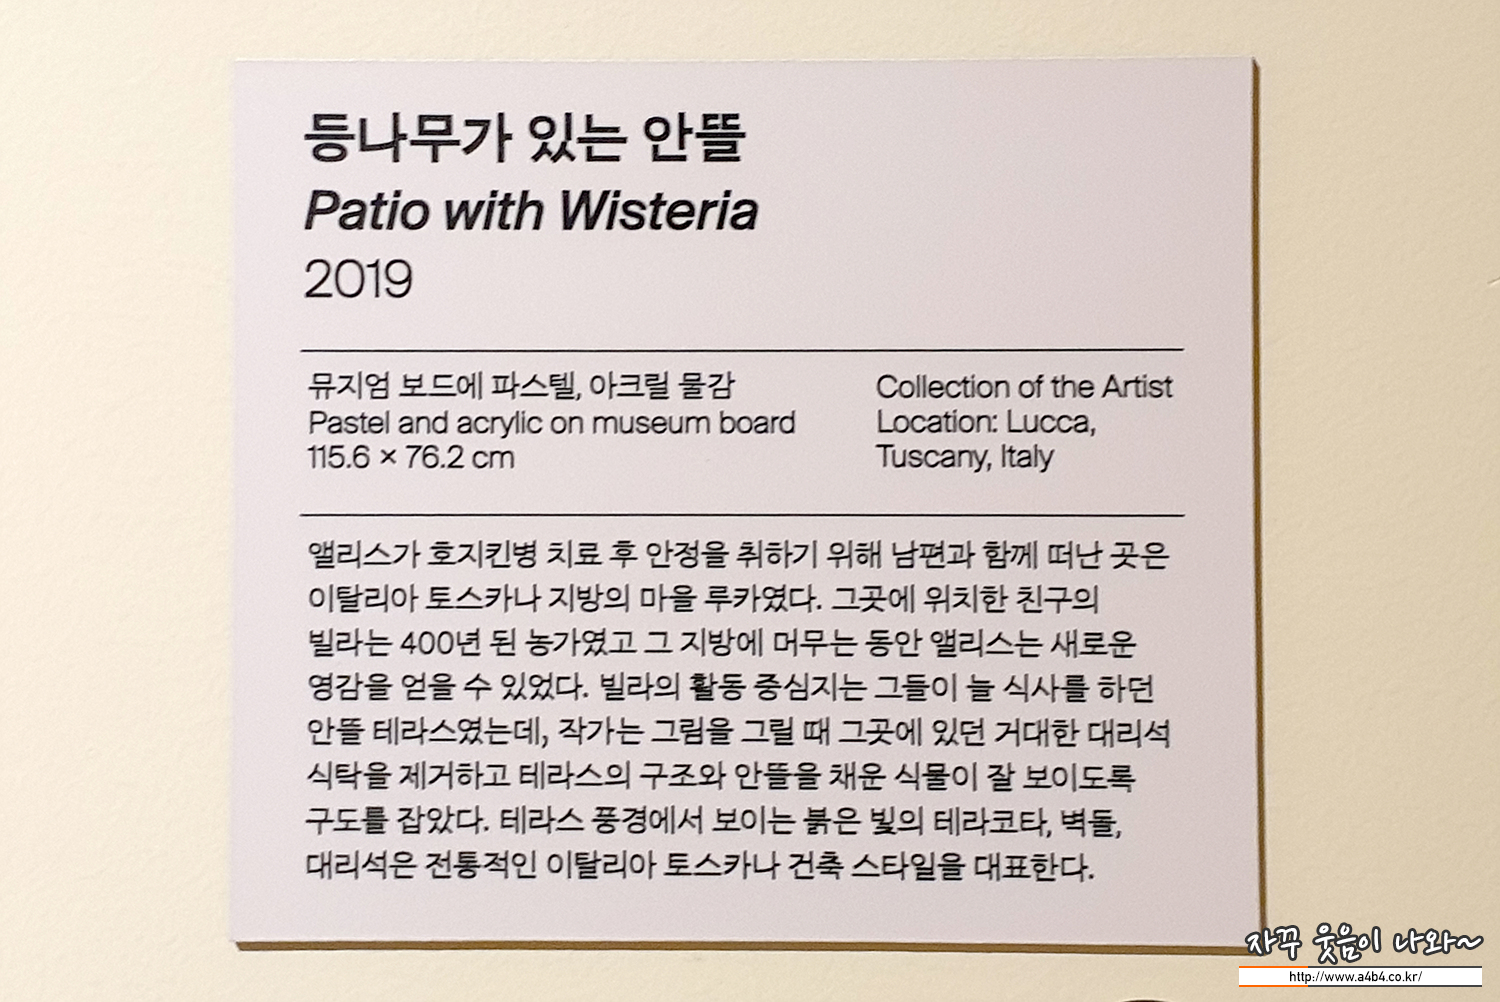 등나무가 있는 안뜰
Patio with Wisteria
2019
뮤지엄 보드에 파스텔, 아크릴 물감
Pastel and acrylic on museum board
115.6 × 76.2 cm
Collection of the Artist
Location: Lucca,
Tuscany, Italy
앨리스가 호지킨병 치료 후 안정을 취하기 위해 남편과 함께 떠난 곳은
이탈리아 토스카나 지방의 마을 루카였다. 그곳에 위치한 친구의
빌라는 400년 된 농가였고 그 지방에 머무는 동안 앨리스는 새로운
영감을 얻을 수 있었다. 빌라의 활동 중심지는 그들이 늘 식사를 하던
안뜰 테라스였는데, 작가는 그림을 그릴 때 그곳에 있던 거대한 대리석
식탁을 제거하고 테라스의 구조와 안뜰을 채운 식물이 잘 보이도록
구도를 잡았다. 테라스 풍경에서 보이는 붉은 빛의 테라코타, 벽돌,
대리석은 전통적인 이탈리아 토스카나 건축 스타일을 대표한다.
자꾸 웃음이 나와~
http://www.a4b4.co.kr/